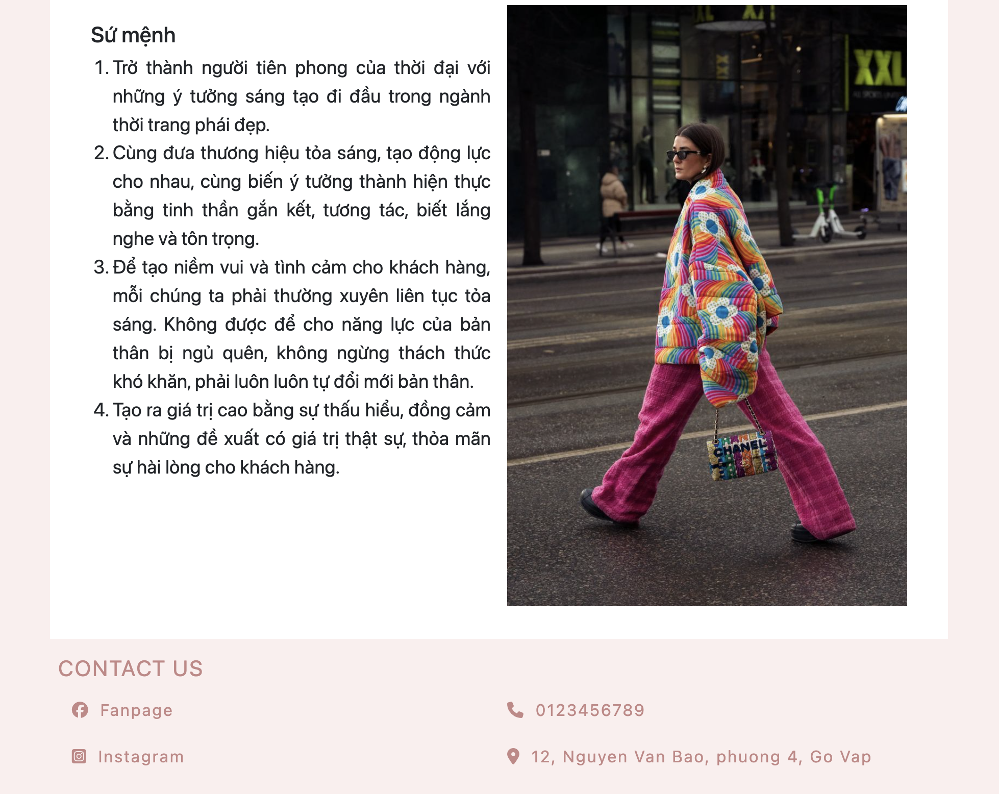 Sứ mệnh
1. Trở thành người tiên phong của thời đại với
những ý tưởng sáng tạo đi đầu trong ngành
thời trang phái đẹp.
2. Cùng đưa thương hiệu tỏa sáng, tạo động lực
cho nhau, cùng biến ý tưởng thành hiện thực
bằng tinh thần gắn kết, tương tác, biết lắng
nghe và tôn trọng.
3. Để tạo niềm vui và tình cảm cho khách hàng,
mỗi chúng ta phải thường xuyên liên tục tỏa
sáng. Không được để cho năng lực của bản
thân bị ngủ quên, không ngừng thách thức
khó khăn, phải luôn luôn tự đổi mới bản thân.
4. Tạo ra giá trị cao bằng sự thấu hiểu, đồng cảm
và những đề xuất có giá trị thật sự, thỏa mãn
sự hài lòng cho khách hàng.
XXL
CHANEL
CONTACT US
Fanpage
0123456789
Instagram
12, Nguyen Van Bao, phuong 4, Go Vap